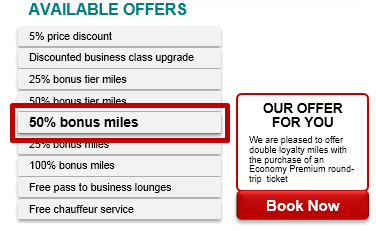 AVAILABLE OFFERS
5% price discount
Discounted business class upgrade
25% bonus tier miles
50% bonus tier miles
50% bonus miles
25% bonus miles
100% bonus miles
Free pass to business lounges
Free chauffeur service
OUR OFFER
FOR YOU
We are pleased to offer
double loyalty miles with
the purchase of an
Economy Premium round-
trip ticket
Book Now